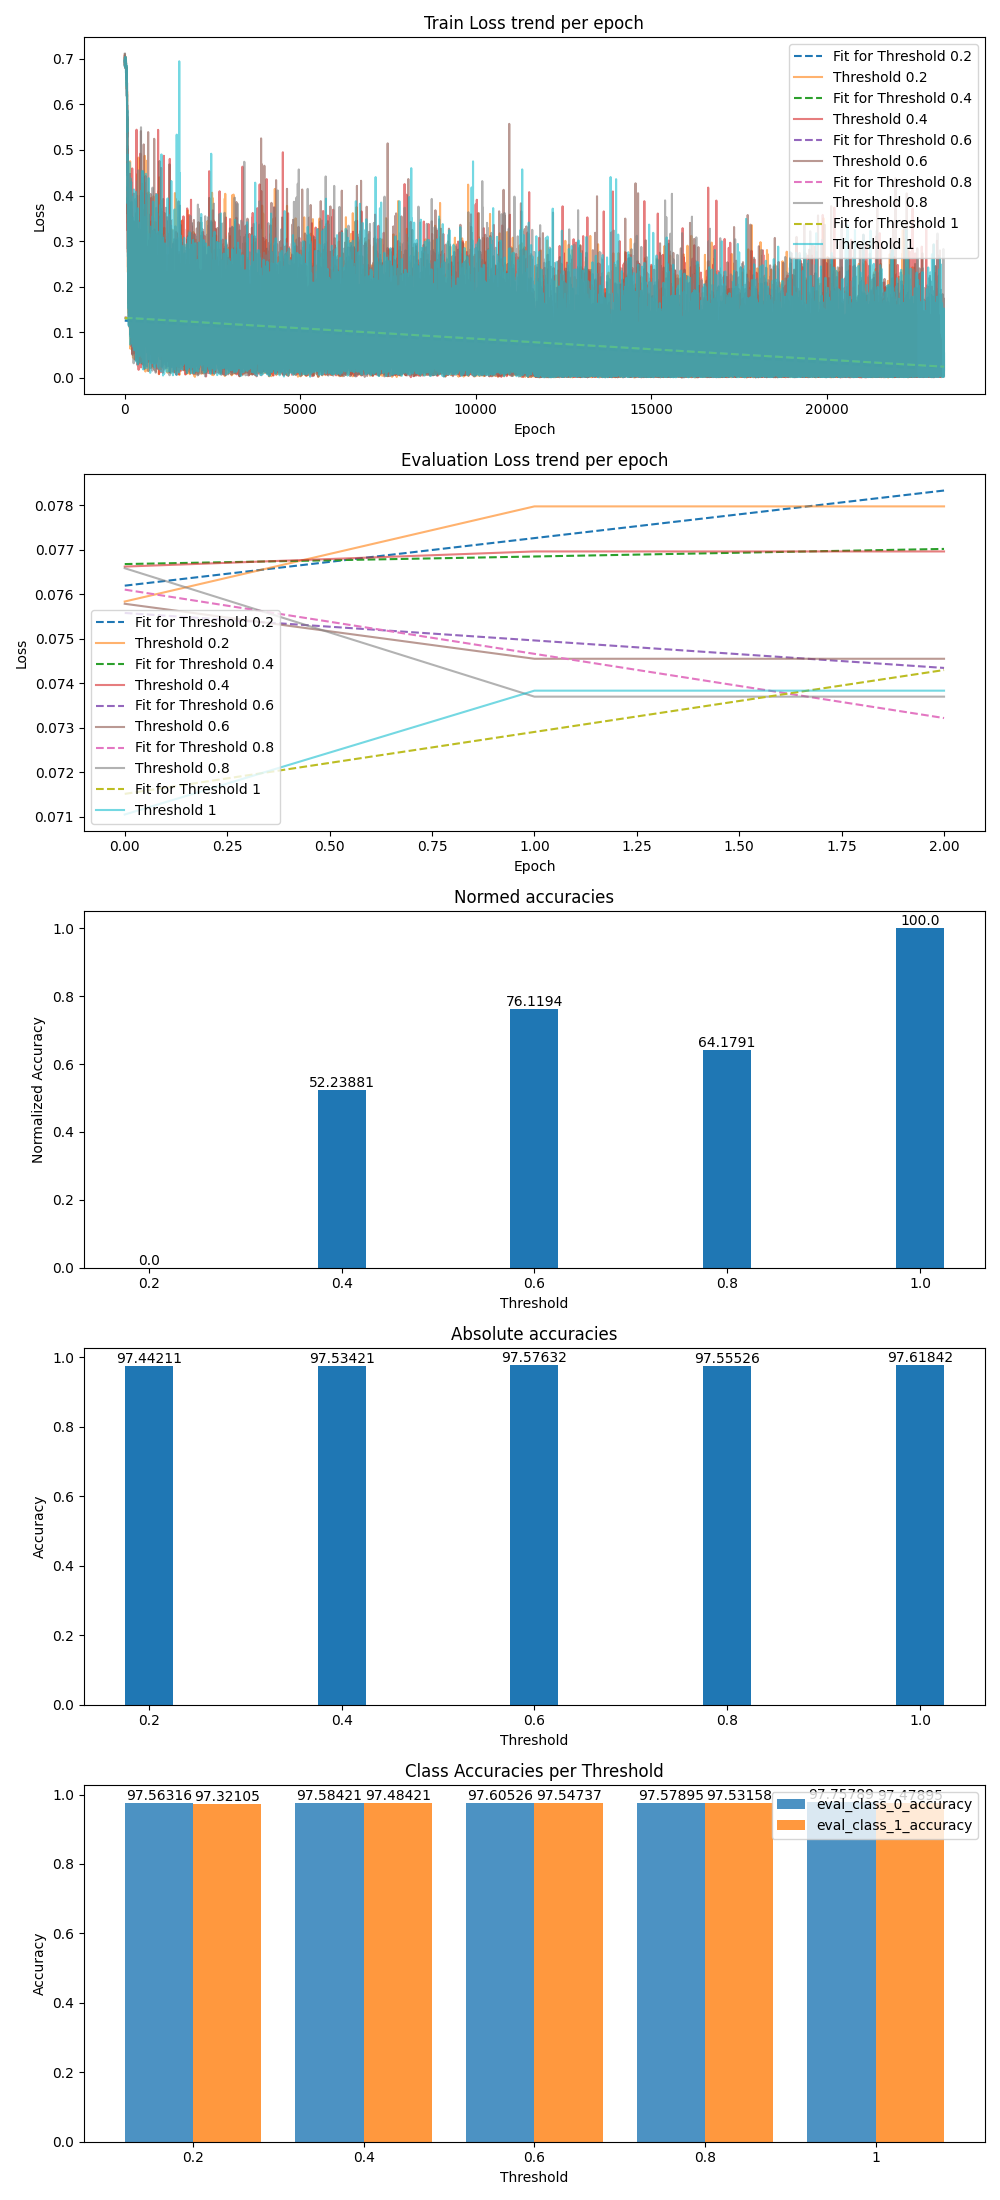 Train Loss trend per epoch
0.7
0.6
0.5
0.4
0.3
0.2
0.1
0.0
Loss
Fit for Threshold 0.2
Threshold 0.2
Fit for Threshold 0.4
Threshold 0.4
Fit for Threshold 0.6
Threshold 0.6
Fit for Threshold 0.8
Threshold 0.8
Fit for Threshold 1
Threshold 1
0 5000 10000 15000 20000
Epoch
Evaluation Loss trend per epoch
0.078
0.077
0.076
0.075
0.074
0.073
0.072
0.071
Loss
Fit for Threshold 0.2
Threshold 0.2
Fit for Threshold 0.4
Threshold 0.4
Fit for Threshold 0.6
Threshold 0.6
Fit for Threshold 0.8
Threshold 0.8
Fit for Threshold 1
Threshold 1
0.00 0.25 0.50 0.75 1.00 1.25 1.50 1.75 2.00
Epoch
Normed accuracies
1.0
0.8
0.6
0.4
0.2
0.0
Normalized Accuracy
0.0 52.23881 76.1194 64.1791 100.0
0.2 0.4 0.6 0.8 1.0
Threshold
Absolute accuracies
1.0
0.8
0.6
0.4
0.2
0.0
Accuracy
97.44211 97.53421 97.57632 97.55526 97.61842
0.2 0.4 0.6 0.8 1.0
Threshold
Class Accuracies per Threshold
1.0
0.8
0.6
0.4
0.2
0.0
Accuracy
97.56316 97.32105 97.58421 97.48421 97.60526 97.54737 97.57895 97.53158 97.75789 97.47895
eval_class_0_accuracy
eval_class_1_accuracy
0.2 0.4 0.6 0.8 1
Threshold